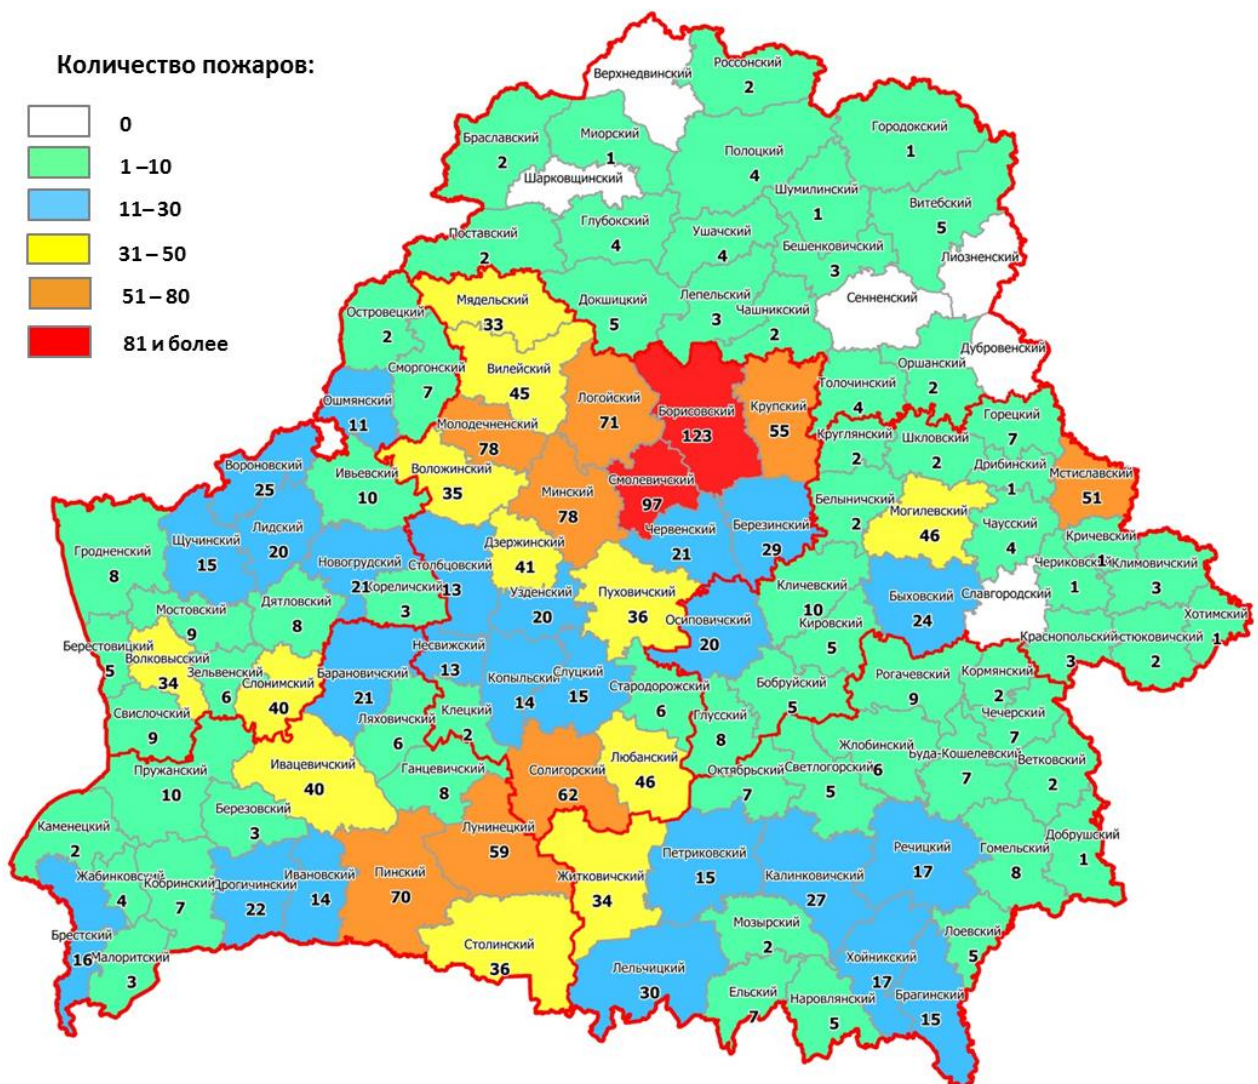 Количество пожаров:
0
1 –10
11– 30
31 – 50
51 – 80
81 и более
Верхнедвинский
Россонский
2
Браславский
2
Миорский
1
Шарковщинский
Полоцкий
4
Городокский
1
Шумилинский
1
Витебский
5
Лиозненский
Поставский
2
Глубокский
4
Ушачский
4
Бешенковичский
3
Сенненский
Докшицкий
5
Лепельский
3
Чашникский
2
Дубровенский
Оршанский
2
Толочинский
4
Мядельский
33
Островецкий
2
Сморгонский
7
Вилейский
45
Логойский
71
Борисовский
123
Крупский
55
Ошмянский
11
Молодечненский
78
Воложинский
35
Минский
78
Смолевичский
97
Червенский
21
Березинский
29
Круглянский
2
Шкловский
2
Горецкий
7
Дрибинский
1
Мстиславский
51
Белыничский
2
Могилевский
46
Чаусский
4
Кричевский
1
Чериковский
1
Климовичский
3
Хотимский
1
Славгородский
Краснопольский
3
стюковичский
2
Быховский
24
Кличевский
10
Кировский
5
Осиповичский
20
Бобруйский
5
Глусский
8
Вороновский
25
Ивьевский
10
Лидский
20
Щучинский
15
Гродненский
8
Новогрудский
21
Кореличский
3
Дятловский
8
Мостовский
9
Берестовицкий
5
Волковысский
34
Зельвенский
6
Слонимский
40
Свислочский
9
Столбцовский
13
Дзержинский
41
Узденский
20
Пуховичский
36
Несвижский
13
Копыльский
14
Слуцкий
15
Стародорожский
6
Клецкий
2
Солигорский
62
Любанский
46
Барановичский
21
Ляховичский
6
Ивацевичский
40
Ганцевичский
8
Пружанский
10
Березовский
3
Каменецкий
2
Жабинковский
4
Кобринский
7
Дрогичинский
22
Ивановский
14
Пинский
70
Лунинецкий
59
Столинский
36
Брестский
16
Малоритский
3
Рогачевский
9
Кормянский
2
Чечерский
7
Жлобинский
6
Буда-Кошелевский
7
Ветковский
2
Октябрьский
7
Светлогорский
5
Добрушский
1
Гомельский
8
Речицкий
17
Калинковичский
27
Петриковский
15
Житковичский
34
Мозырский
2
Лоевский
5
Хойникский
17
Брагинский
15
Лельчицкий
30
Ельский
7
Наровлянский
5